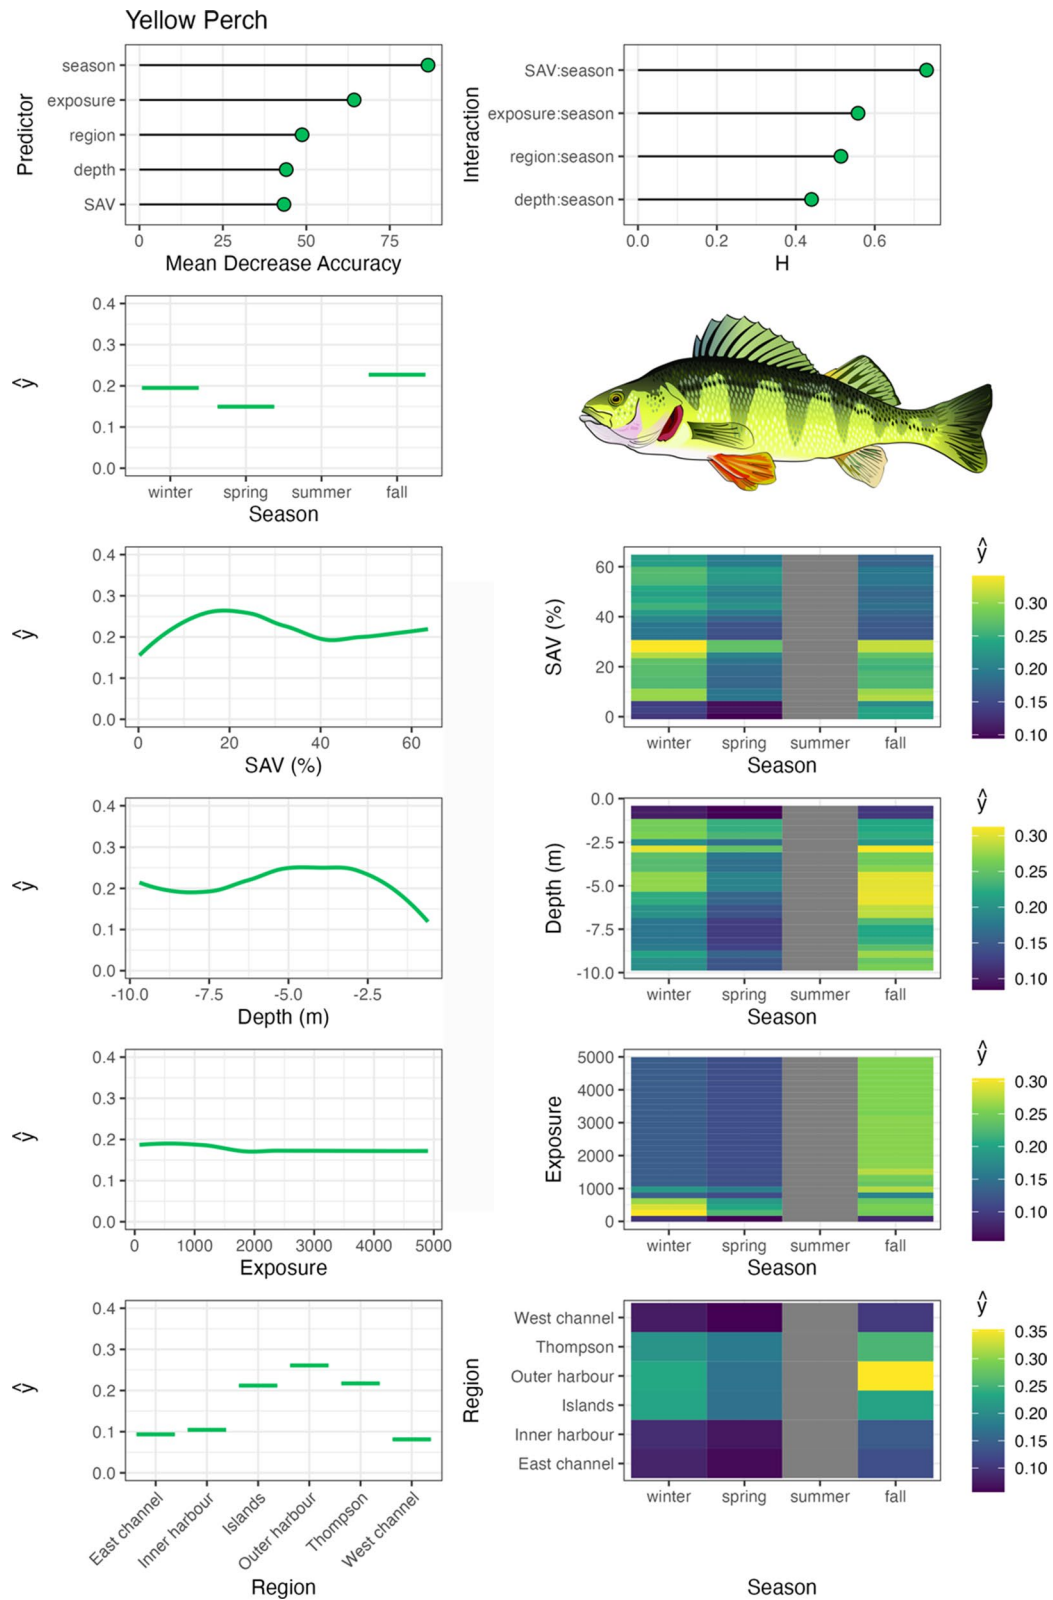 Yellow Perch
Predictor
season
exposure
region
depth
SAV
0 25 50 75
Mean Decrease Accuracy
Interaction
SAV:season
exposure:season
region:season
depth:season
0.0 0.2 0.4 0.6
H
ŷ
0.4
0.3
0.2
0.1
0.0
winter spring summer fall
Season
ŷ
0.4
0.3
0.2
0.1
0.0
0 20 40 60
SAV (%)
SAV (%)
60
40
20
0
winter spring summer fall
Season
ŷ
0.30
0.25
0.20
0.15
0.10
ŷ
0.4
0.3
0.2
0.1
0.0
-10.0 -7.5 -5.0 -2.5
Depth (m)
Depth (m)
0.0
-2.5
-5.0
-7.5
-10.0
winter spring summer fall
Season
ŷ
0.30
0.25
0.20
0.15
0.10
ŷ
0.4
0.3
0.2
0.1
0.0
0 1000 2000 3000 4000 5000
Exposure
Exposure
5000
4000
3000
2000
1000
0
winter spring summer fall
Season
ŷ
0.30
0.25
0.20
0.15
0.10
ŷ
0.4
0.3
0.2
0.1
0.0
East channel
Inner harbour
Islands
Outer harbour
Thompson
West channel
Region
Region
West channel
Thompson
Outer harbour
Islands
Inner harbour
East channel
winter spring summer fall
Season
ŷ
0.35
0.30
0.25
0.20
0.15
0.10